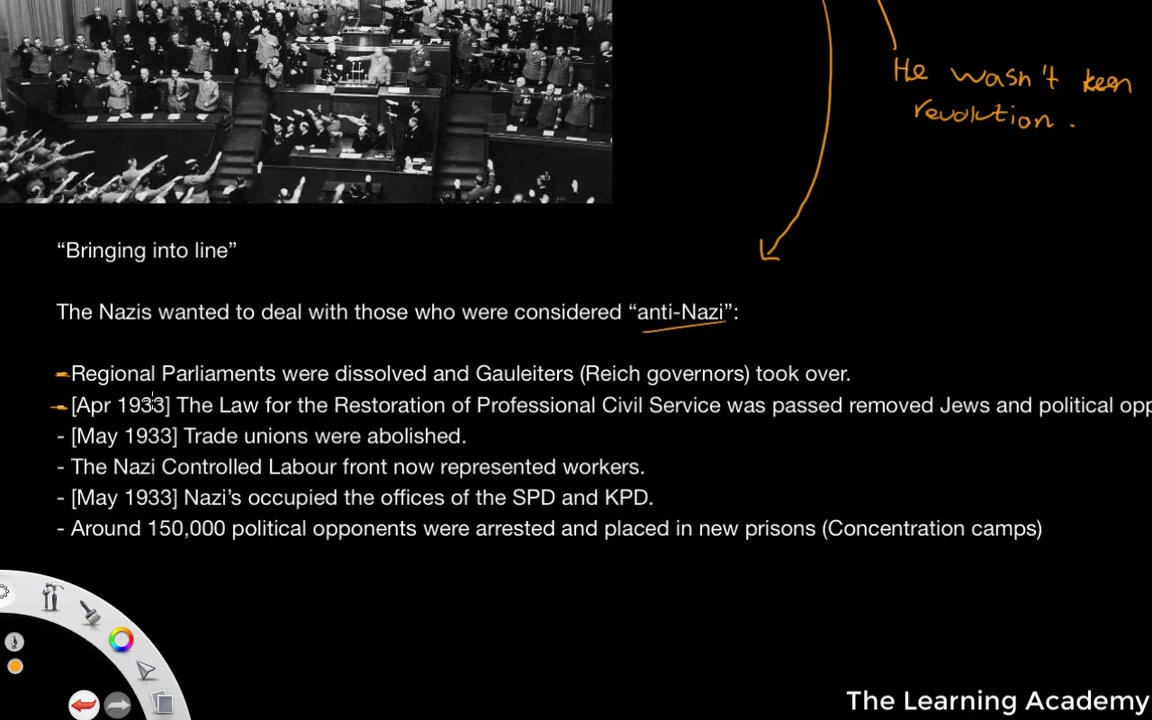 He wasn't keen
revolution.
“Bringing into line”
The Nazis wanted to deal with those who were considered “anti-Nazi”:
- Regional Parliaments were dissolved and Gauleiters (Reich governors) took over.
- [Apr 1933] The Law for the Restoration of Professional Civil Service was passed removed Jews and political opp
- [May 1933] Trade unions were abolished.
- The Nazi Controlled Labour front now represented workers.
- [May 1933] Nazi’s occupied the offices of the SPD and KPD.
- Around 150,000 political opponents were arrested and placed in new prisons (Concentration camps)
The Learning Academy